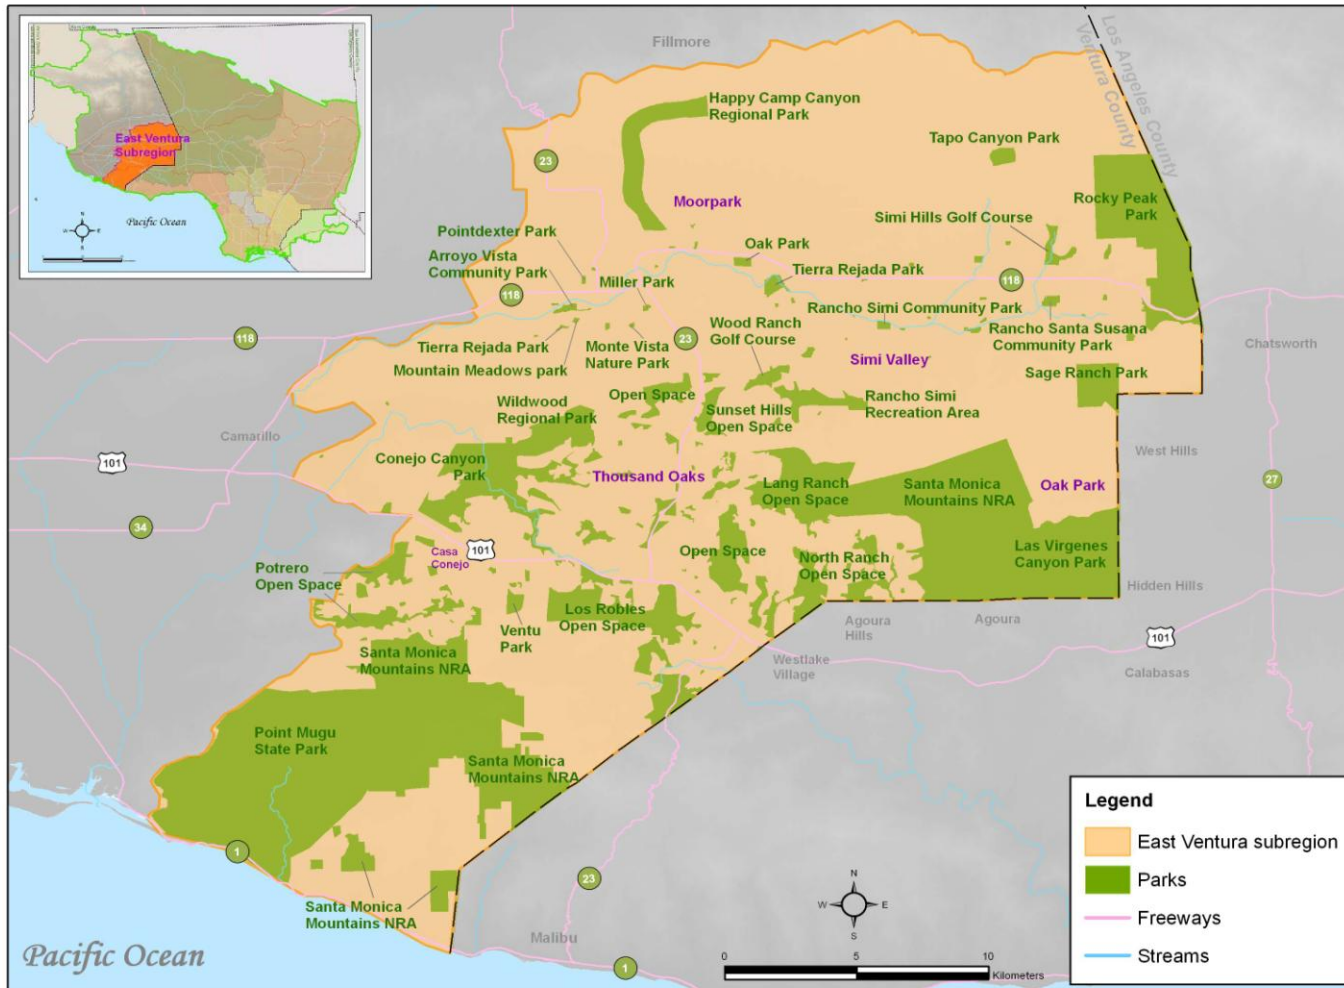 Fillmore
Los Angeles County
Ventura County
East Ventura
Subregion
Pacific Ocean
N
W
E
S
Happy Camp Canyon
Regional Park
Tapo Canyon Park
23
Rocky Peak
Park
Moorpark
Simi Hills Golf Course
Pointdexter Park
Oak Park
Arroyo Vista
Community Park
Tierra Rejada Park
Miller Park
118
118
Rancho Simi Community Park
118
Wood Ranch
Golf Course
23
Rancho Santa Susana
Community Park
Tierra Rejada Park
Monte Vista
Nature Park
Mountain Meadows park
Simi Valley
Chatsworth
Sage Ranch Park
Open Space
Rancho Simi
Recreation Area
Wildwood
Regional Park
Sunset Hills
Open Space
Camarillo
West Hills
101
Conejo Canyon
Park
Thousand Oaks
Lang Ranch
Open Space
Santa Monica
Mountains NRA
Oak Park
27
34
Casa
Conejo
101
Open Space
North Ranch
Open Space
Las Virgenes
Canyon Park
Potrero
Open Space
Hidden Hills
Los Robles
Open Space
Ventu
Park
Agoura
Hills
Agoura
101
Santa Monica
Mountains NRA
Westlake
Village
Calabasas
Point Mugu
State Park
Santa Monica
Mountains NRA
1
23
Santa Monica
Mountains NRA
Malibu
1
Pacific Ocean
N
W
E
S
0
5
10
Kilometers
Legend
East Ventura subregion
Parks
Freeways
Streams